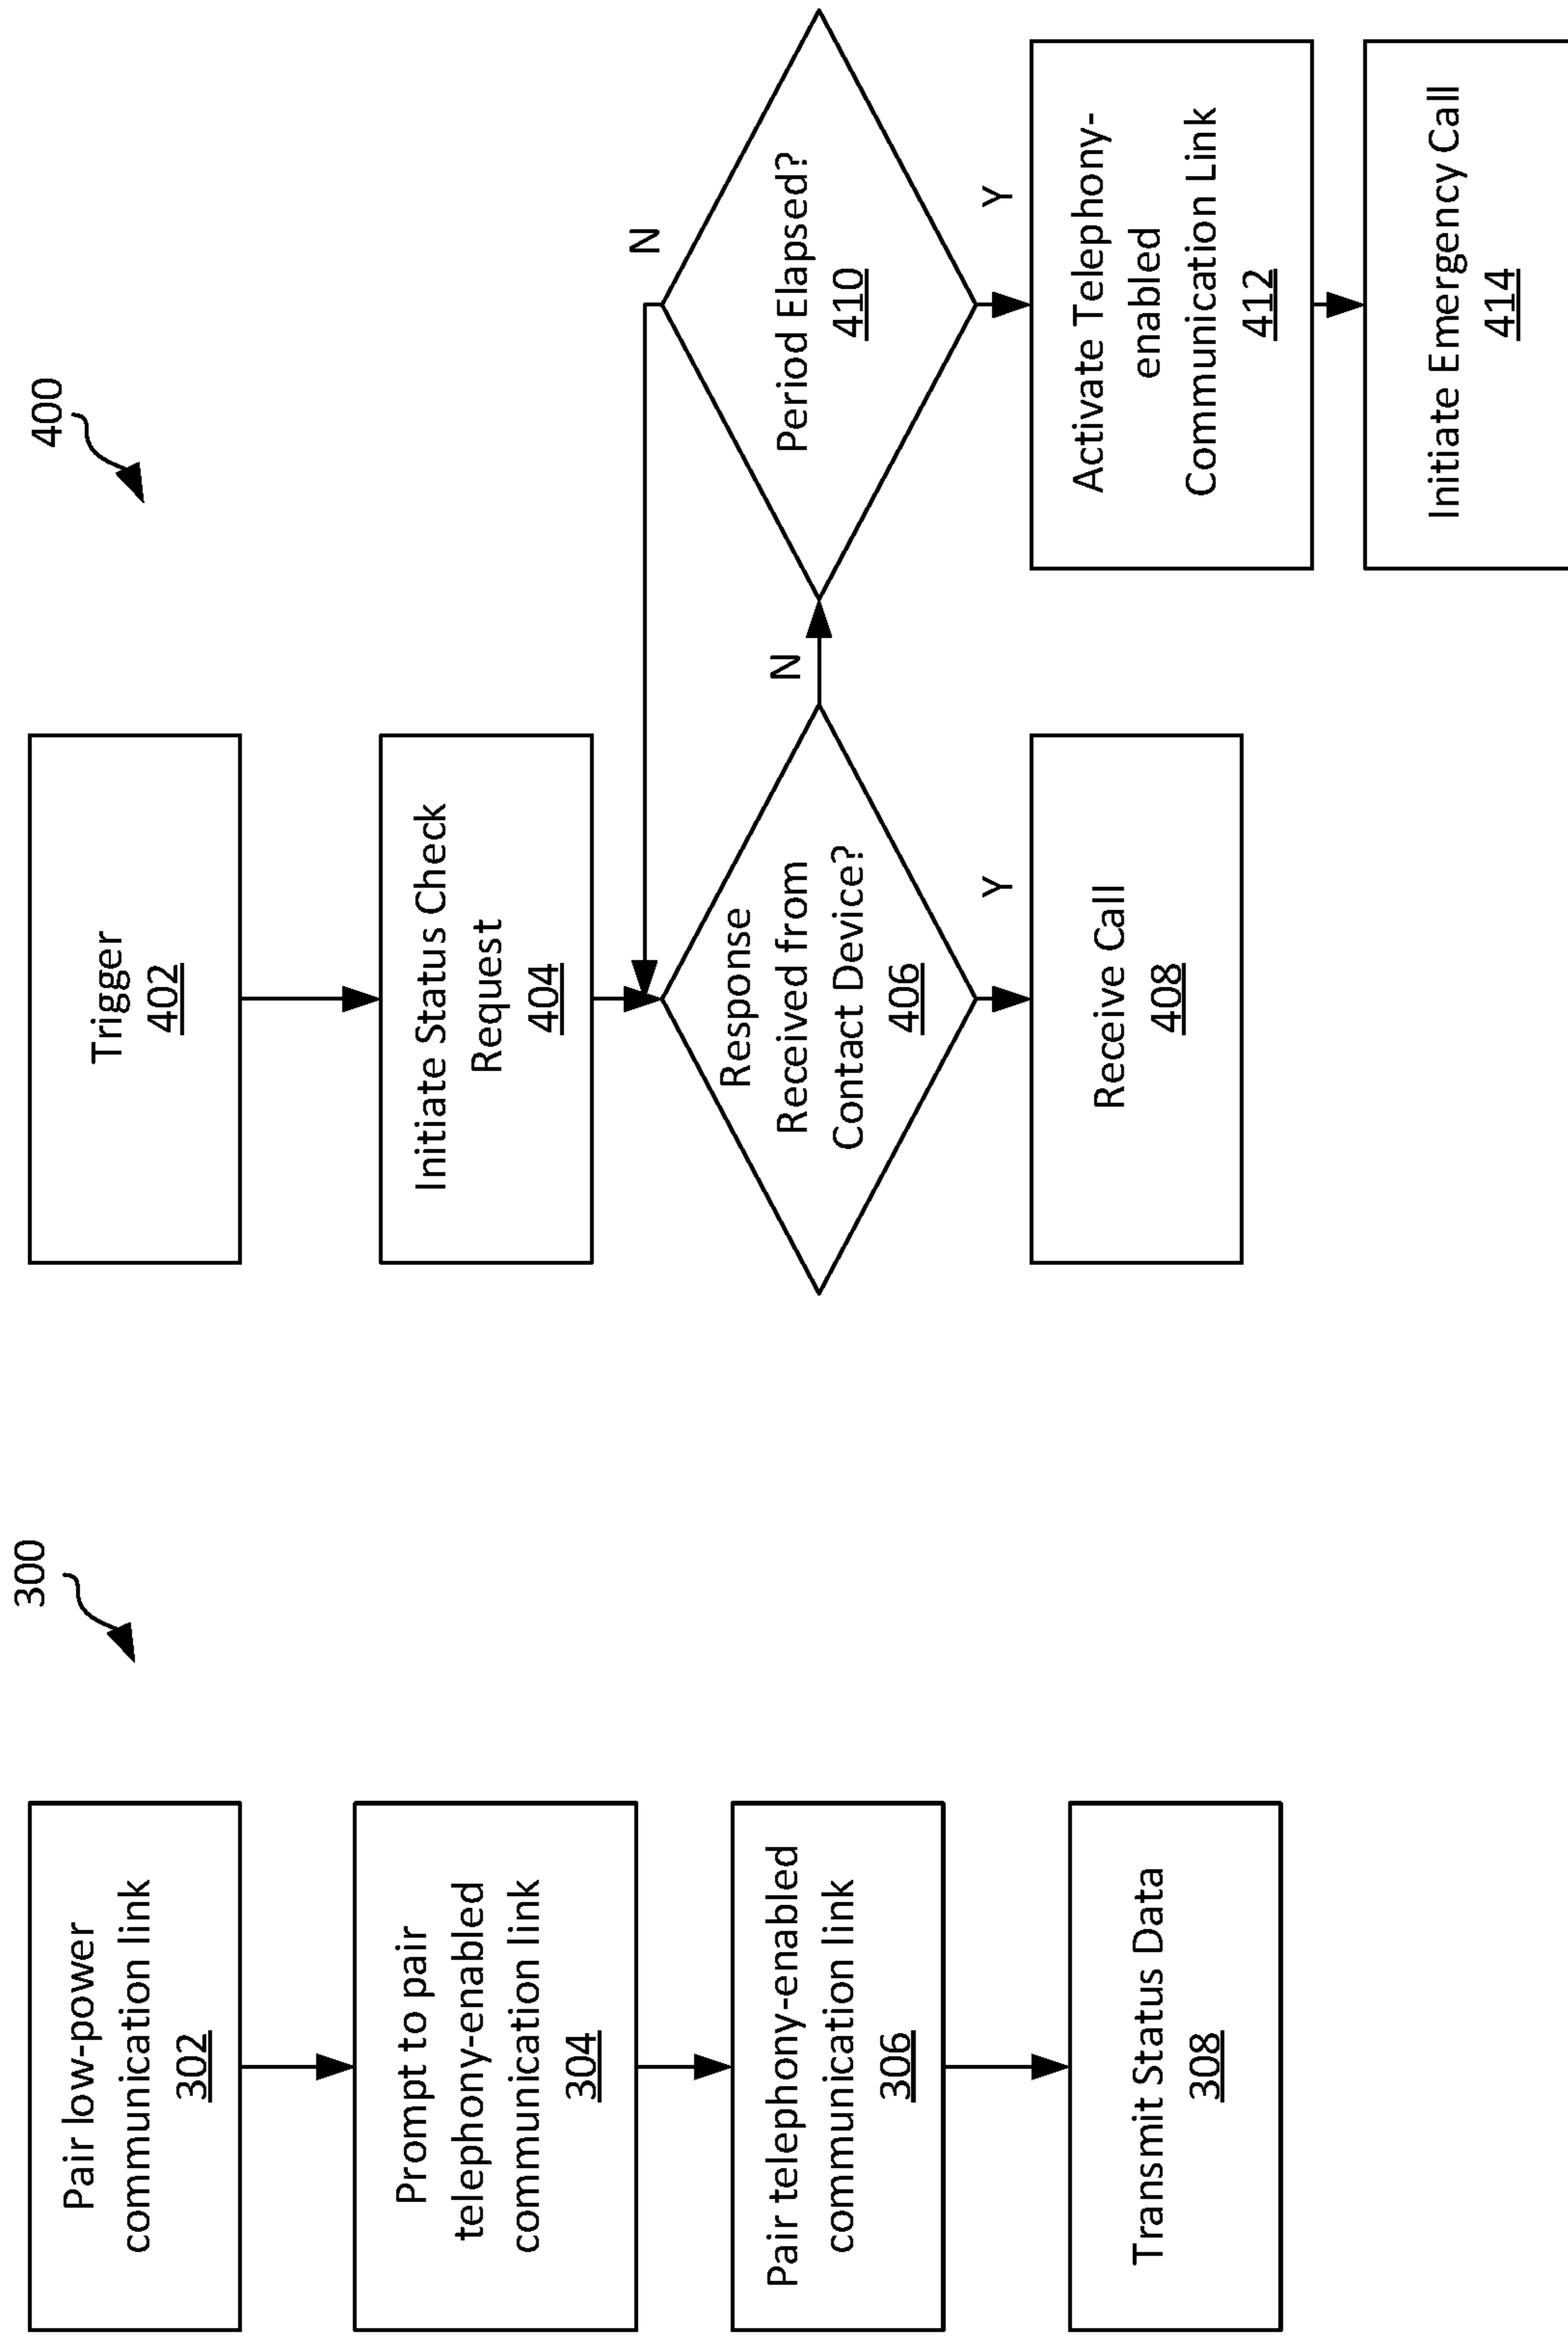 300
Pair low-power
communication link
302
Prompt to pair
telephony-enabled
communication link
304
Pair telephony-enabled
communication link
306
Transmit Status Data
308
400
Trigger
402
Initiate Status Check
Request
404
Response
Received from
Contact Device?
406
N
Y
Receive Call
408
N
Period Elapsed?
410
Y
Activate Telephony-
enabled
Communication Link
412
Initiate Emergency Call
414